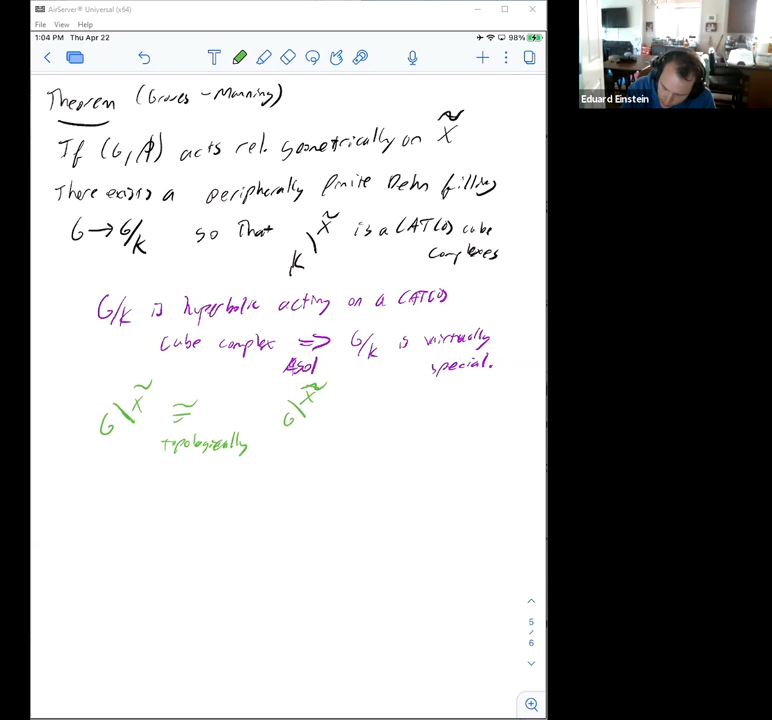 AirServer® Universal (x64)
File View Help
1:04 PM Thu Apr 22
98%
Theorem (Groves - Manning)
If (G, P) acts rel. geometrically on X̃
There exists a peripherally finite Dehn filling
G → G/K so that K\X̃ is a CAT(0) cube
complexes
G/K is hyperbolic acting on a CAT(0)
cube complex ⟹ G/K is virtually
Agol special.
G\X̃ ≅ G\X̃
topologically
5
/
6
Eduard Einstein